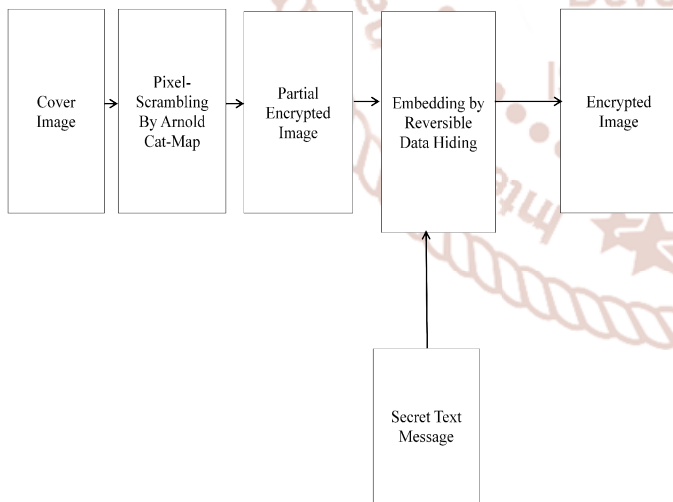 Cover
Image
Pixel-
Scrambling
By Arnold
Cat-Map
Partial
Encrypted
Image
Embedding by
Reversible
Data Hiding
Encrypted
Image
Secret Text
Message